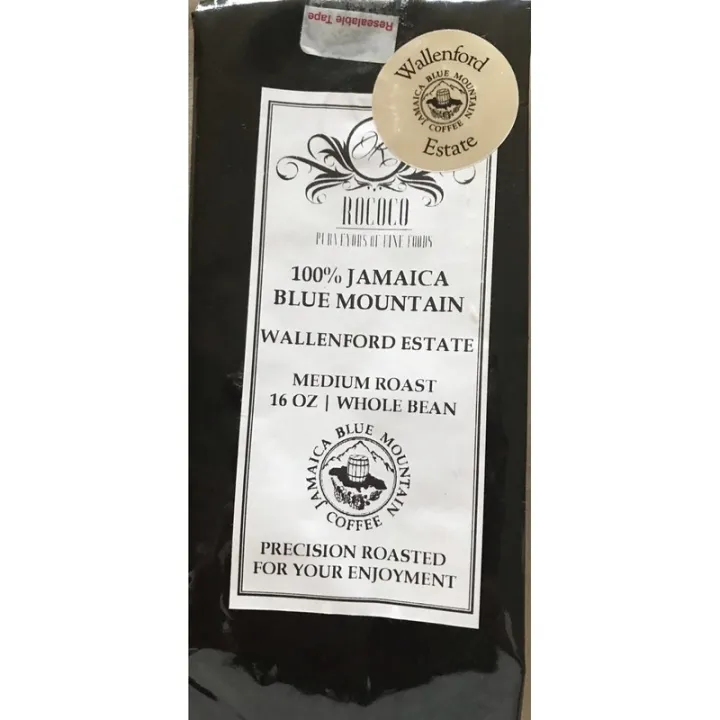 Resealable Tape
Wallenford
JAMAICA BLUE MOUNTAIN
COFFEE
Estate
ROCOCO
PURVEYORS OF FINE FOODS
100% JAMAICA
BLUE MOUNTAIN
WALLENFORD ESTATE
MEDIUM ROAST
16 OZ | WHOLE BEAN
JAMAICA BLUE MOUNTAIN
COFFEE
PRECISION ROASTED
FOR YOUR ENJOYMENT